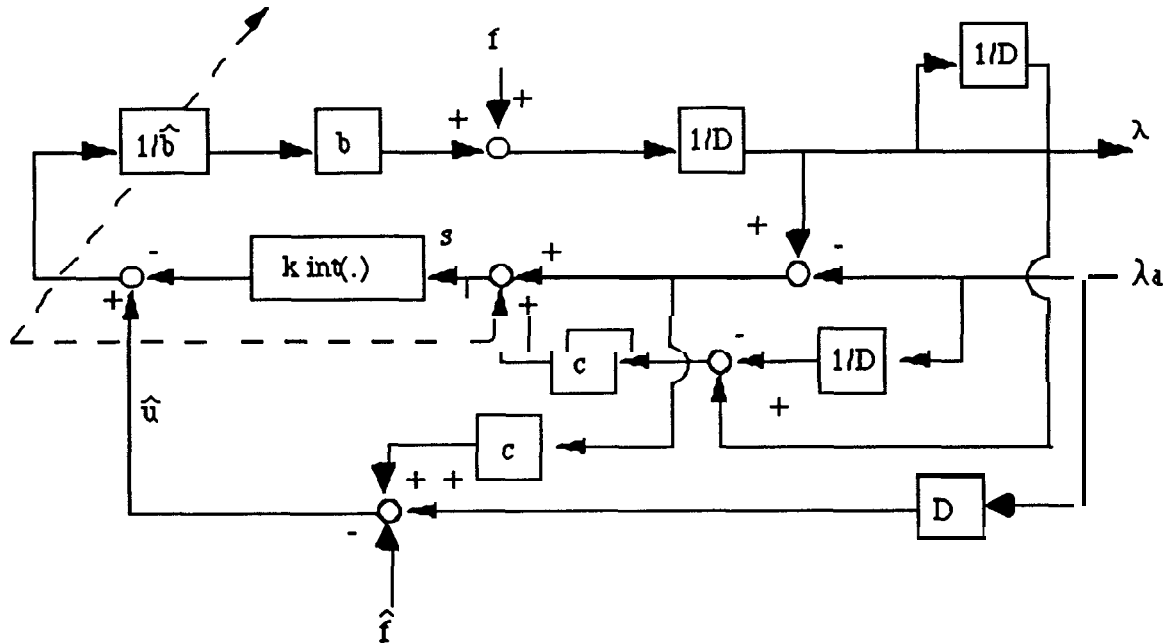 f
1/D
λ
+ +
1/b̂
b
1/D
+
-
s
-
k int(.)
+
λd
+
+
-
c
1/D
+
û
c
+ +
D
-
f̂